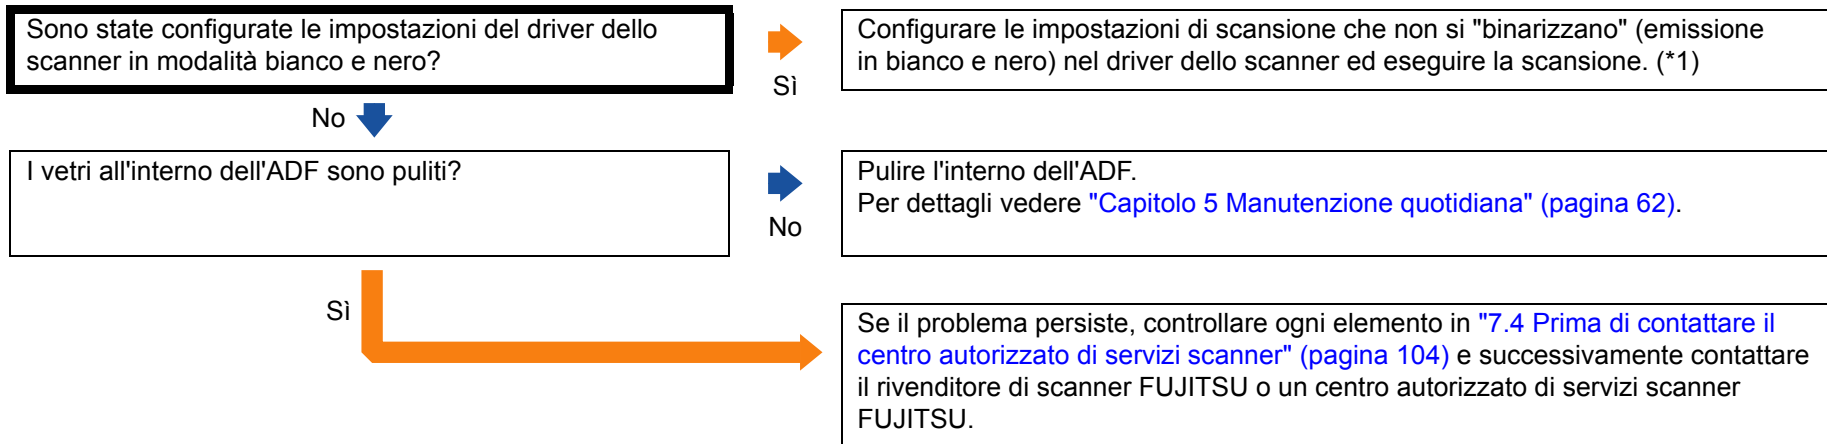 Sono state configurate le impostazioni del driver dello
scanner in modalità bianco e nero?
Sì
Configurare le impostazioni di scansione che non si "binarizzano" (emissione
in bianco e nero) nel driver dello scanner ed eseguire la scansione. (*1)
No
I vetri all'interno dell'ADF sono puliti?
No
Pulire l'interno dell'ADF.
Per dettagli vedere "Capitolo 5 Manutenzione quotidiana" (pagina 62).
Sì
Se il problema persiste, controllare ogni elemento in "7.4 Prima di contattare il
centro autorizzato di servizi scanner" (pagina 104) e successivamente contattare
il rivenditore di scanner FUJITSU o un centro autorizzato di servizi scanner
FUJITSU.